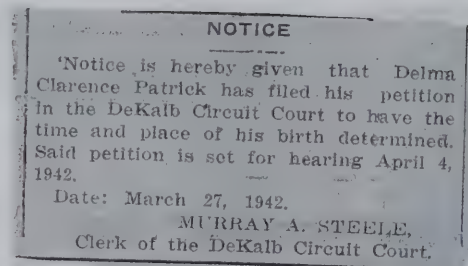 NOTICE
'Notice is hereby given that Delma
Clarence Patrick has filed his petition
in the DeKalb Circuit Court to have the
time and place of his birth determined.
Said petition is set for hearing April 4,
1942.
Date: March 27, 1942.
MURRAY A. STEELE,
Clerk of the DeKalb Circuit Court.